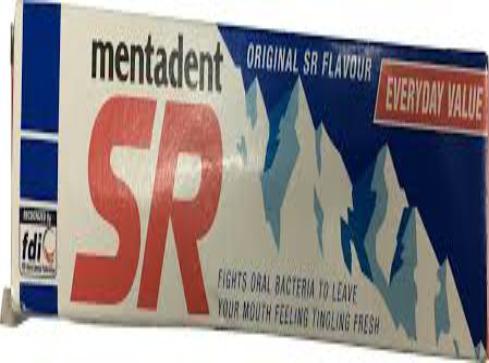 mentadent
SR
ORIGINAL SR FLAVOUR
EVERYDAY VALUE
fdi
FIGHTS ORAL BACTERIA TO LEAVE
YOUR MOUTH FEELING TINGLING FRESH